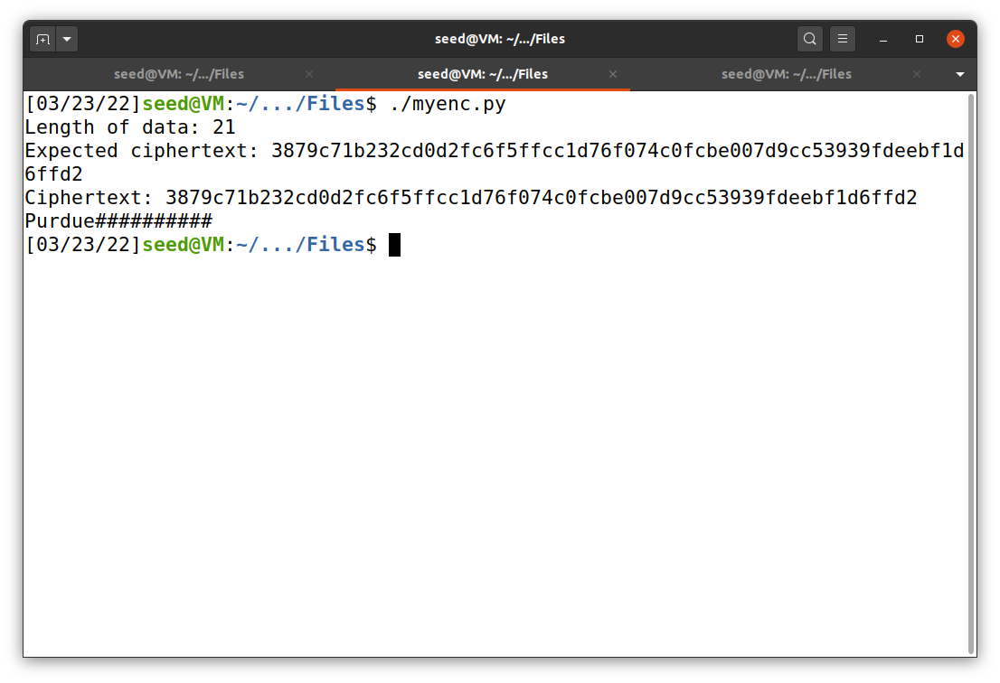 seed@VM: ~/.../Files
seed@VM: ~/.../Files seed@VM: ~/.../Files seed@VM: ~/.../Files
[03/23/22]seed@VM:~/.../Files$ ./myenc.py
Length of data: 21
Expected ciphertext: 3879c71b232cd0d2fc6f5ffcc1d76f074c0fcbe007d9cc53939fdeebf1d
6ffd2
Ciphertext: 3879c71b232cd0d2fc6f5ffcc1d76f074c0fcbe007d9cc53939fdeebf1d6ffd2
Purdue##########
[03/23/22]seed@VM:~/.../Files$